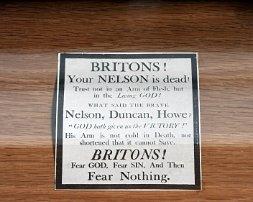 BRITONS!
Your NELSON is dead!
Trust not in an Arm of Flesh, but
in the Living GOD!
WHAT SAID THE BRAVE
Nelson, Duncan, Howe?
"GOD hath given us the VICTORY!"
His Arm is not cold in Death, nor
shortened that it cannot Save.
BRITONS!
Fear GOD, Fear SIN, And Then
Fear Nothing.